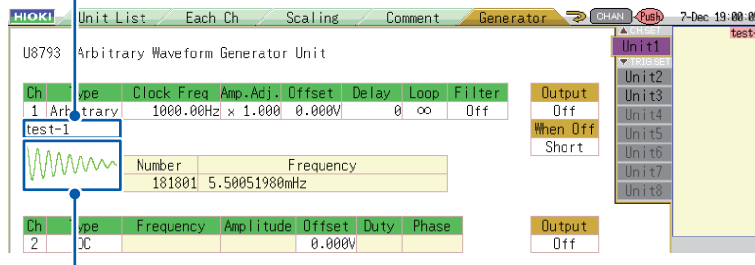 HIOKI Unit List Each Ch Scaling Comment Generator CHAN Push 7-Dec 19:00:0
▲CH.SET test-
U8793 Arbitrary Waveform Generator Unit Unit1
▼TRIG.SET
Unit2
Ch Type Clock Freq Amp.Adj. Offset Delay Loop Filter Output Unit3
1 Arbitrary 1000.00Hz × 1.000 0.000V 0 ∞ Off Off Unit4
test-1 When Off Unit5
Short Unit6
Number Frequency Unit7
181801 5.50051980mHz Unit8
Ch Type Frequency Amplitude Offset Duty Phase Output
2 DC 0.000V Off